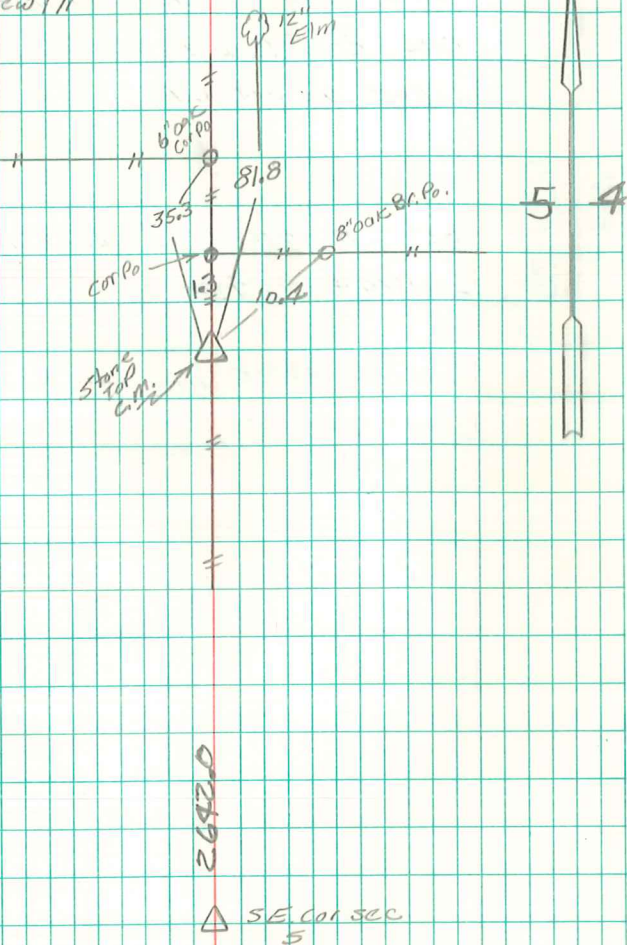 12"
Elm
6" oak
Cor Po
81.8
35.3
5 4
8" oak Br. Po.
Cor Po
1.3
10.4
Stone
Top
G.M.
2642.0
SE Cor sec
5